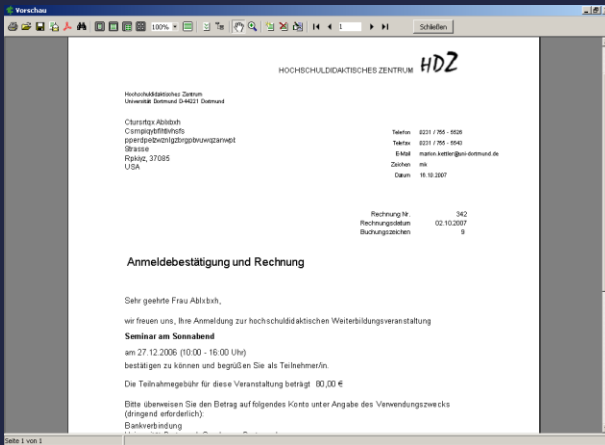 Vorschau
100%
1
Schließen
HOCHSCHULDIDAKTISCHES ZENTRUM HDZ
Hochschuldidaktisches Zentrum
Universität Dortmund D-44221 Dortmund
Ctursrtqx Ablxbxh
Strasse
Rpkiyz, 37085
USA
Telefon 0231 / 755 - 5526
Telefax 0231 / 755 - 5543
E-Mail marion.kettler@uni-dortmund.de
Zeichen mk
Datum 16.10.2007
Rechnung Nr. 342
Rechnungsdatum 02.10.2007
Buchungszeichen 9
Anmeldebestätigung und Rechnung
Sehr geehrte Frau Ablxbxh,
wir freuen uns, Ihre Anmeldung zur hochschuldidaktischen Weiterbildungsveranstaltung
Seminar am Sonnabend
am 27.12.2006 (10:00 - 16:00 Uhr)
bestätigen zu können und begrüßen Sie als Teilnehmer/in.
Die Teilnahmegebühr für diese Veranstaltung beträgt 80,00 €
Bitte überweisen Sie den Betrag auf folgendes Konto unter Angabe des Verwendungszwecks
(dringend erforderlich):
Bankverbindung
Seite 1 von 1